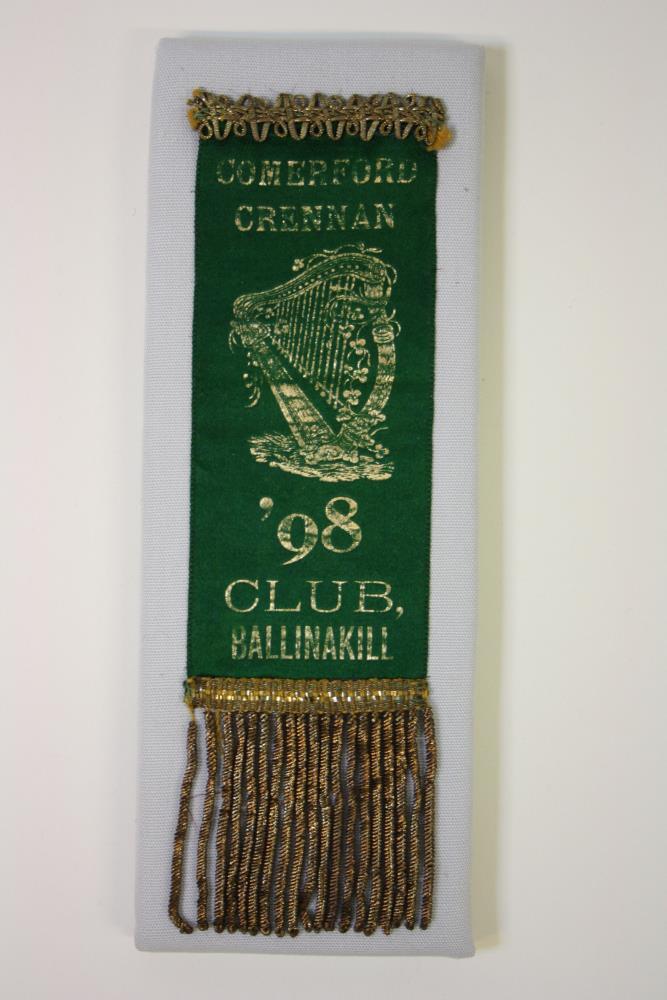 COMERFORD
CRENNAN
'98
CLUB,
BALLINAKILL